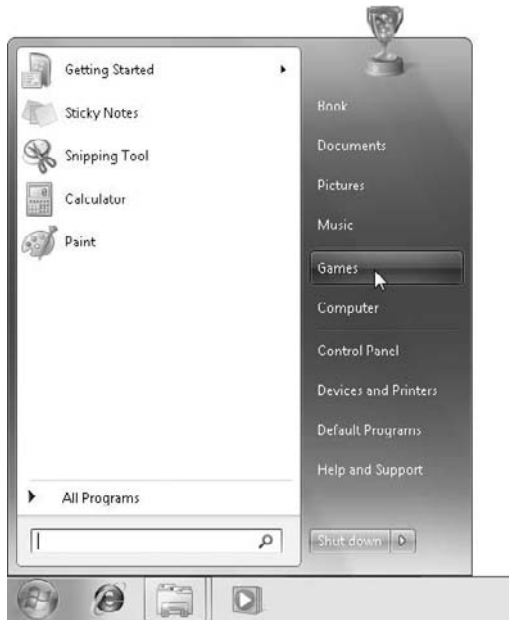 Getting Started
Sticky Notes
Snipping Tool
Calculator
Paint
All Programs
Book
Documents
Pictures
Music
Games
Computer
Control Panel
Devices and Printers
Default Programs
Help and Support
Shut down